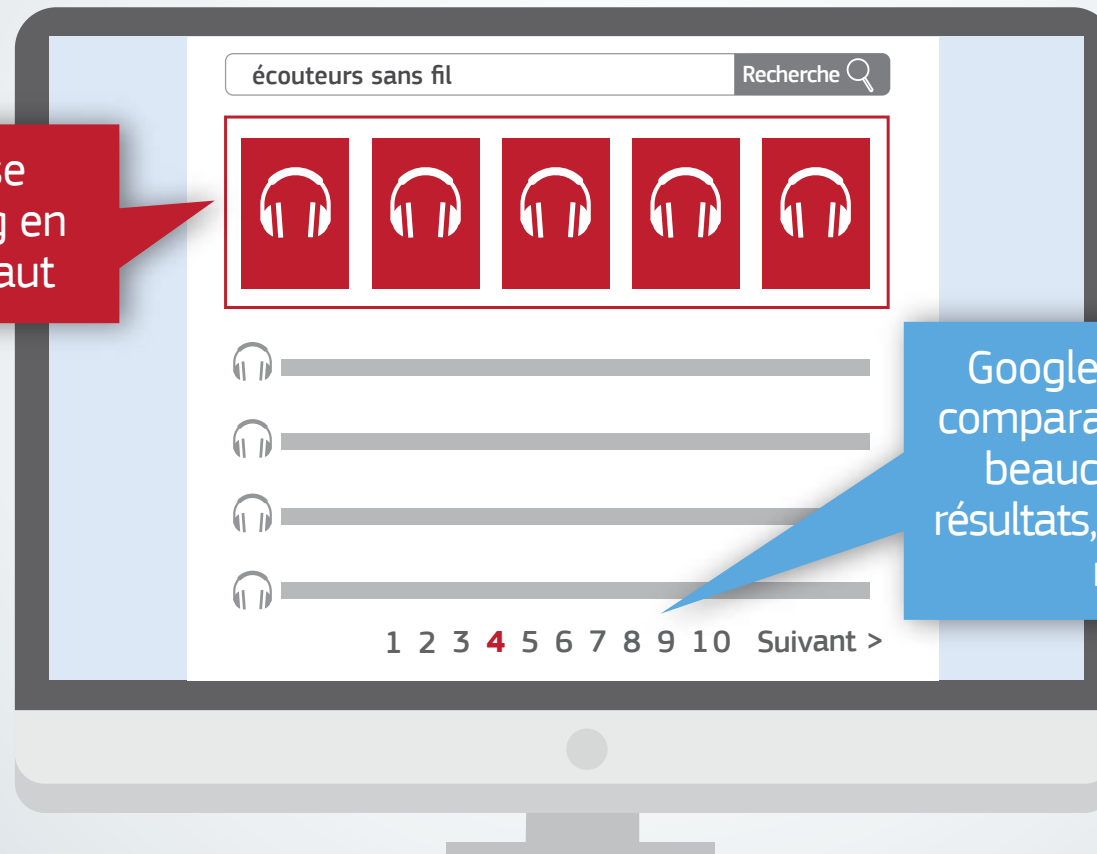 écouteurs sans fil Recherche
en
aut
Google
beauc
résultats,
1 2 3 4 5 6 7 8 9 10 Suivant >